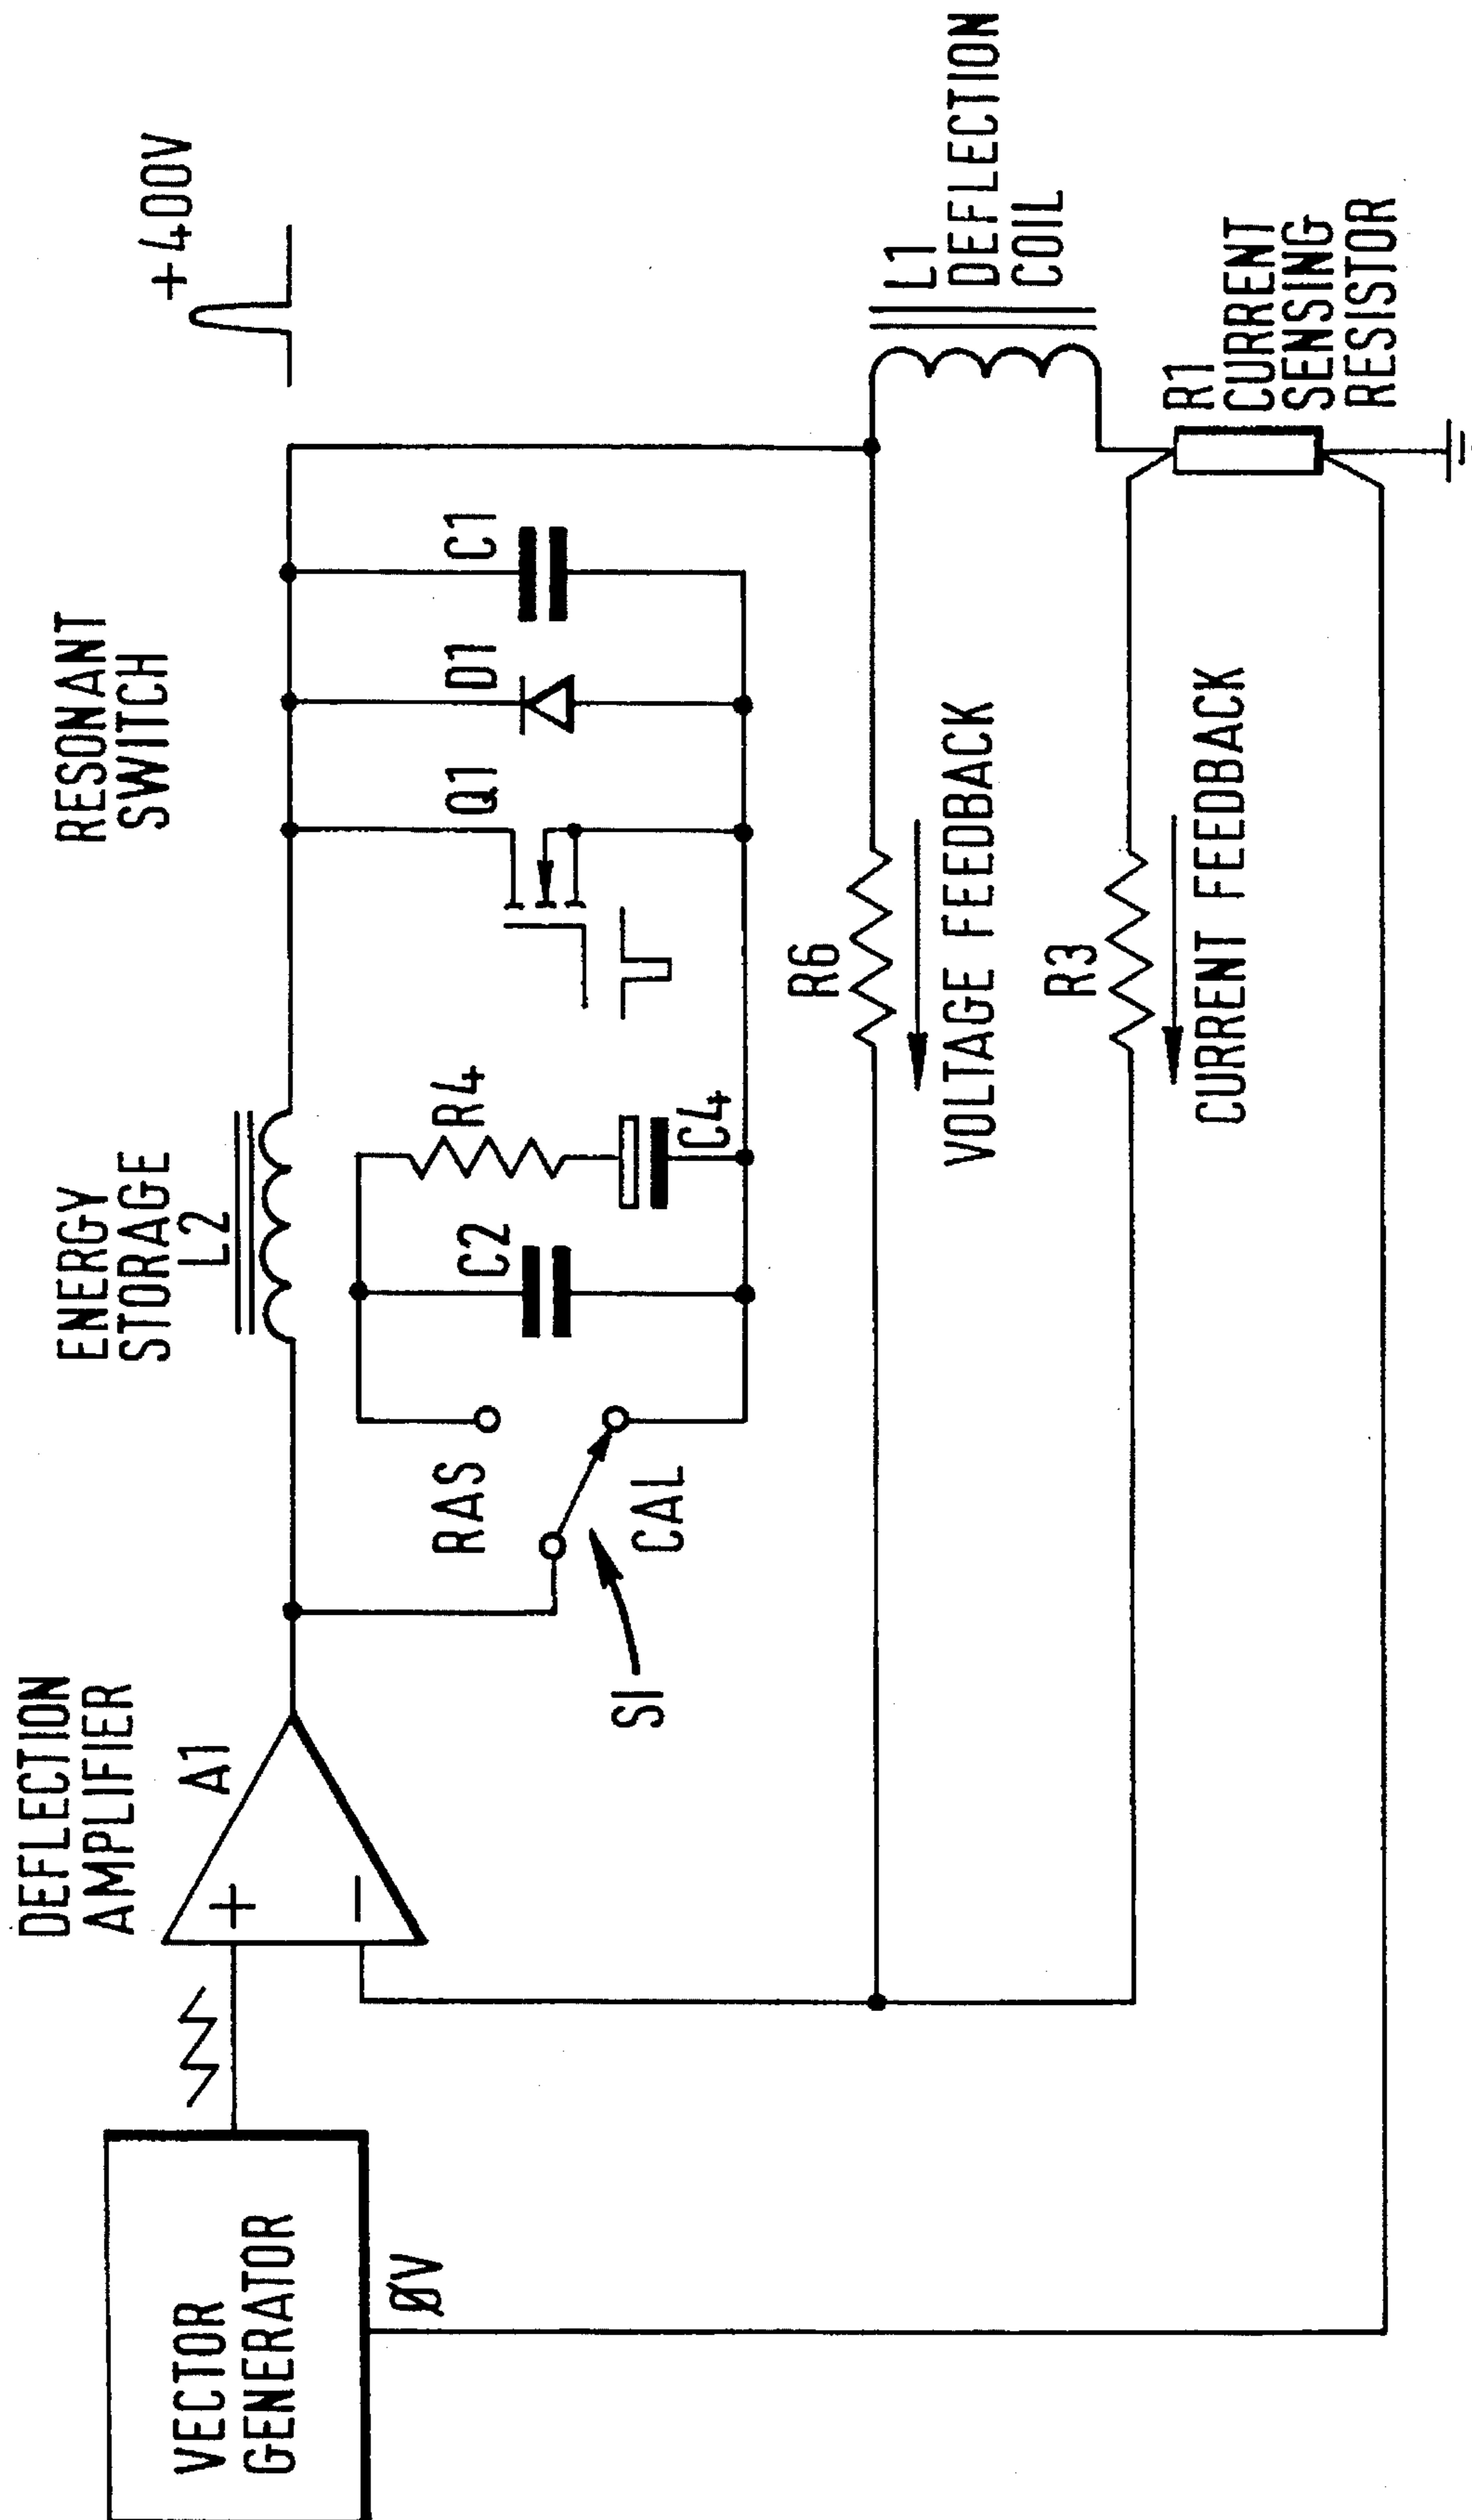 DEFLECTION
AMPLIFIER
A1
+
−
VECTOR
GENERATOR
ØV
ENERGY
STORAGE
L2
RESONANT
SWITCH
+400V
RAS
CAL
SI
C2
R4
C4
Q1
D1
C1
R6
VOLTAGE FEEDBACK
R3
CURRENT FEEDBACK
L1
DEFLECTION
COIL
R1
CURRENT
SENSING
RESISTOR